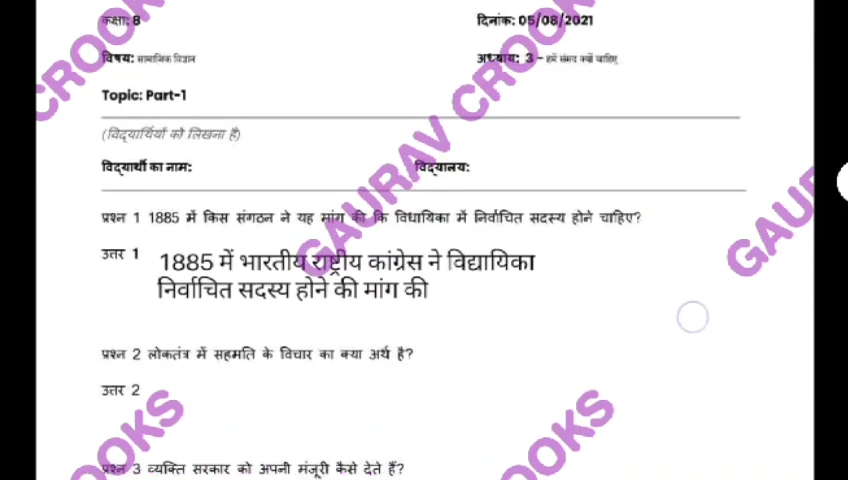 कक्षा: 8 दिनांक: 05/08/2021
विषय: सामाजिक विज्ञान अध्याय: 3 – हमें संसद क्यों चाहिए
Topic: Part-1
(विद्यार्थियों को लिखना है)
विद्यार्थी का नाम: विद्यालय:
प्रश्न 1 1885 में किस संगठन ने यह मांग की कि विधायिका में निर्वाचित सदस्य होने चाहिए?
उत्तर 1 1885 में भारतीय राष्ट्रीय कांग्रेस ने विद्यायिका
निर्वाचित सदस्य होने की मांग की
प्रश्न 2 लोकतंत्र में सहमति के विचार का क्या अर्थ है?
उत्तर 2
प्रश्न 3 व्यक्ति सरकार को अपनी मंजूरी कैसे देते हैं?
CROOKS
GAURAV CROOKS
GAU
OOKS
OOKS